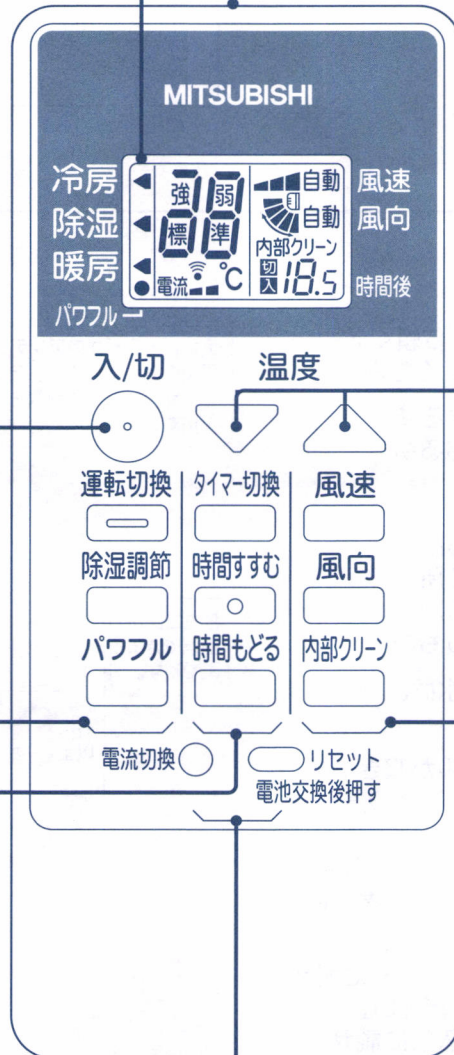 MITSUBISHI
冷房
除湿
暖房
パワフル
強 弱
標 準
電流 ℃
自動
自動
内部クリーン
切
入 18.5
風速
風向
時間後
入/切 温度
運転切換 タイマー切換 風速
除湿調節 時間すすむ 風向
パワフル 時間もどる 内部クリーン
電流切換 リセット
電池交換後押す